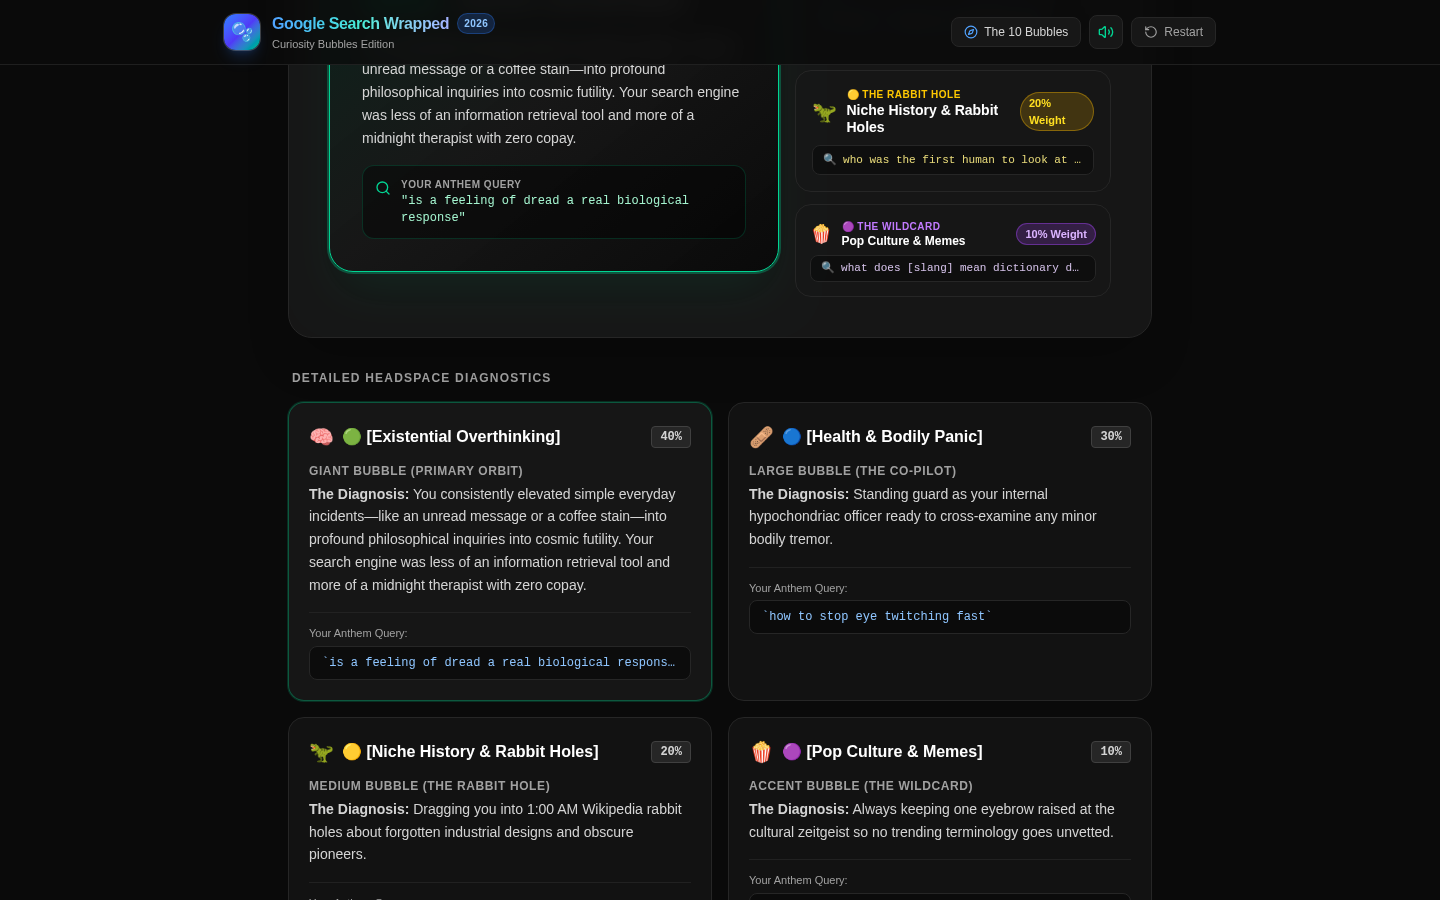 Google Search Wrapped 2026
Curiosity Bubbles Edition
The 10 Bubbles
Restart
unread message or a coffee stain—into profound
philosophical inquiries into cosmic futility. Your search engine
was less of an information retrieval tool and more of a
midnight therapist with zero copay.
YOUR ANTHEM QUERY
"is a feeling of dread a real biological
response"
THE RABBIT HOLE
Niche History & Rabbit
Holes
20%
Weight
who was the first human to look at …
THE WILDCARD
Pop Culture & Memes
10% Weight
what does [slang] mean dictionary d…
DETAILED HEADSPACE DIAGNOSTICS
[Existential Overthinking]
40%
GIANT BUBBLE (PRIMARY ORBIT)
The Diagnosis: You consistently elevated simple everyday
incidents—like an unread message or a coffee stain—into
profound philosophical inquiries into cosmic futility. Your
search engine was less of an information retrieval tool and
more of a midnight therapist with zero copay.
Your Anthem Query:
`is a feeling of dread a real biological respons…
[Health & Bodily Panic]
30%
LARGE BUBBLE (THE CO-PILOT)
The Diagnosis: Standing guard as your internal
hypochondriac officer ready to cross-examine any minor
bodily tremor.
Your Anthem Query:
`how to stop eye twitching fast`
[Niche History & Rabbit Holes]
20%
MEDIUM BUBBLE (THE RABBIT HOLE)
The Diagnosis: Dragging you into 1:00 AM Wikipedia rabbit
holes about forgotten industrial designs and obscure
pioneers.
[Pop Culture & Memes]
10%
ACCENT BUBBLE (THE WILDCARD)
The Diagnosis: Always keeping one eyebrow raised at the
cultural zeitgeist so no trending terminology goes unvetted.
Your Anthem Query: